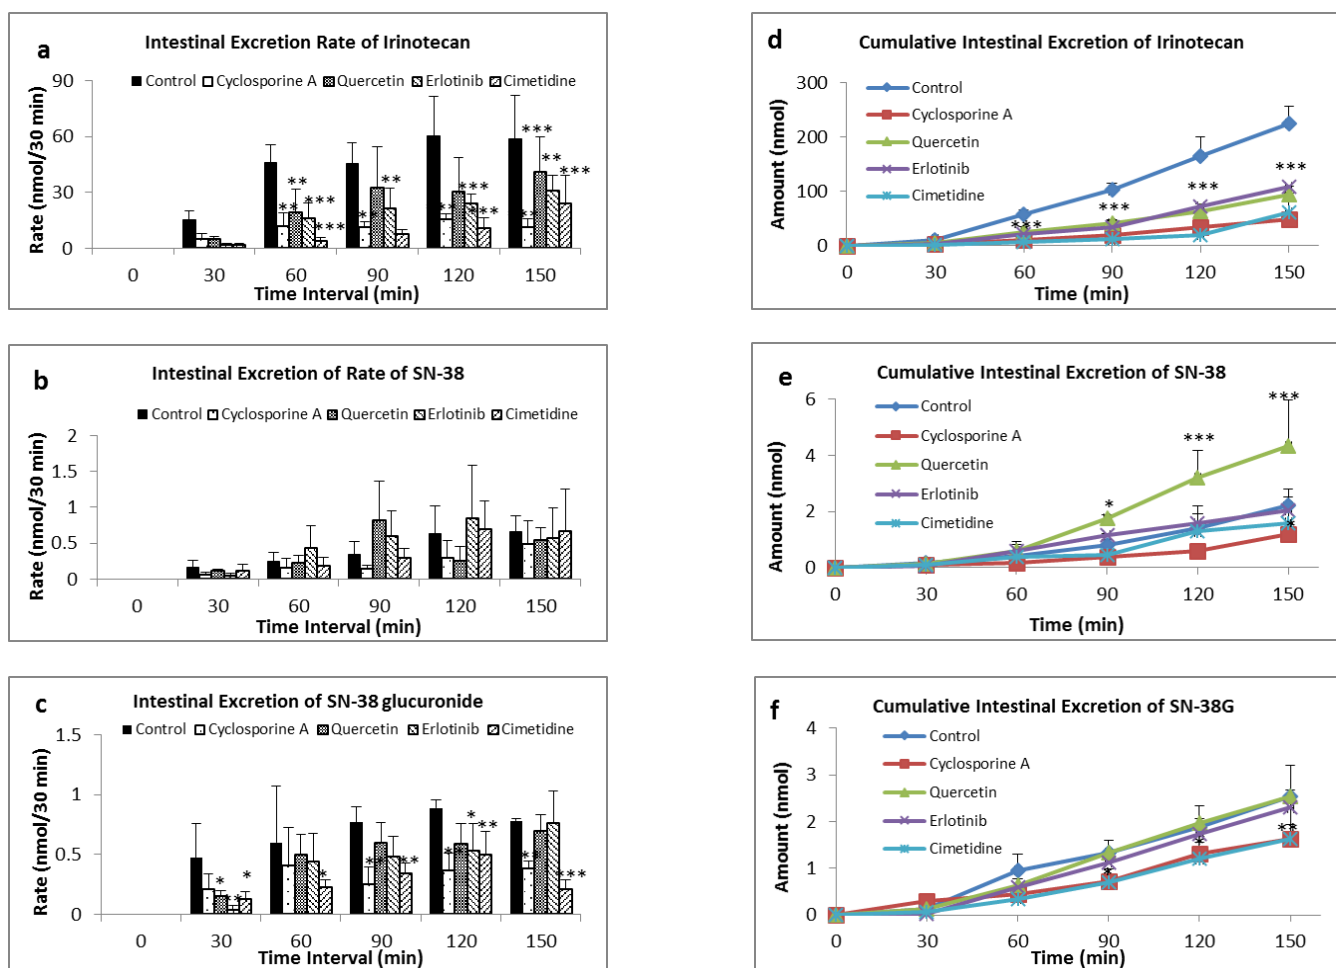 a
Intestinal Excretion Rate of Irinotecan
Control Cyclosporine A Quercetin Erlotinib Cimetidine
Rate (nmol/30 min)
90
60
30
0
*** ** *** ** ** *** ** *** ** *** ** *** ** ***
0 30 60 90 120 150
Time Interval (min)
d
Cumulative Intestinal Excretion of Irinotecan
Amount (nmol)
300
200
100
0
Control
Cyclosporine A
Quercetin
Erlotinib
Cimetidine
*** *** *** ***
0 30 60 90 120 150
Time (min)
b
Intestinal Excretion of Rate of SN-38
Control Cyclosporine A Quercetin Erlotinib Cimetidine
Rate (nmol/30 min)
2
1.5
1
0.5
0
0 30 60 90 120 150
Time Interval (min)
e
Cumulative Intestinal Excretion of SN-38
Amount (nmol)
6
4
2
0
Control
Cyclosporine A
Quercetin
Erlotinib
Cimetidine
* *** *** *
0 30 60 90 120 150
Time (min)
c
Intestinal Excretion of SN-38 glucuronide
Control Cyclosporine A Quercetin Erlotinib Cimetidine
Rate (nmol/30 min)
1.5
1
0.5
0
0 30 60 90 120 150
Time Interval (min)
f
Cumulative Intestinal Excretion of SN-38G
Amount (nmol)
4
3
2
1
0
Control
Cyclosporine A
Quercetin
Erlotinib
Cimetidine
* * **
0 30 60 90 120 150
Time (min)